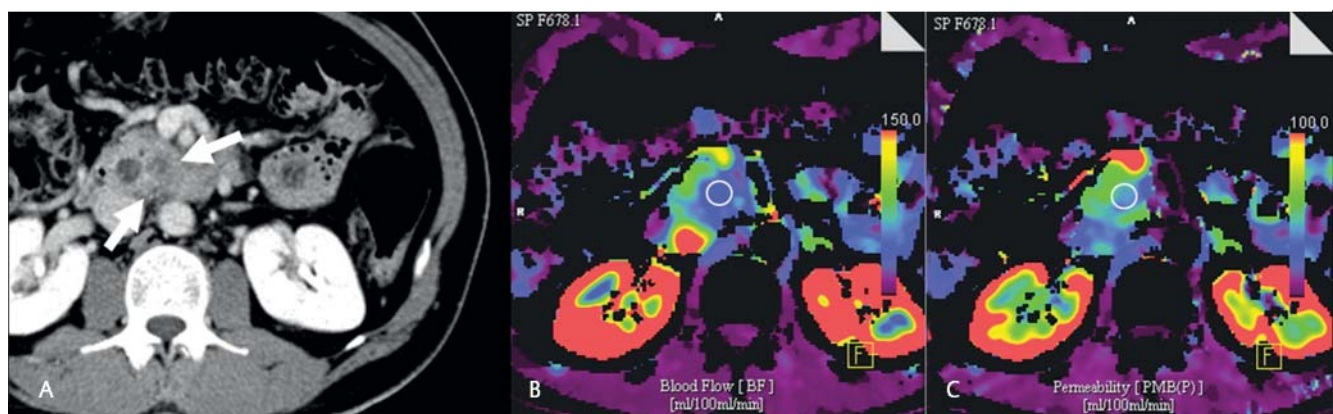 A
SP F678.1
A
150.0
R
F
B
Blood Flow [ BF ]
[ml/100ml/min]
SP F678.1
A
100.0
R
F
C
Permeability [ PMB(P) ]
[ml/100ml/min]